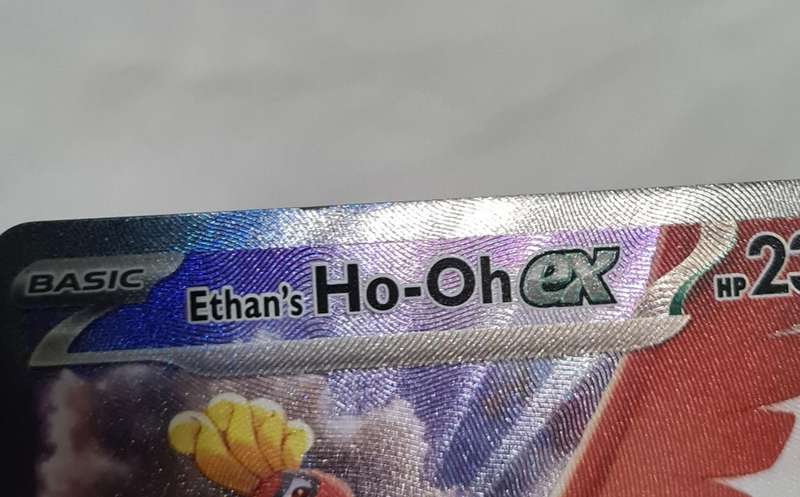 BASIC Ethan's Ho-Oh ex HP 23